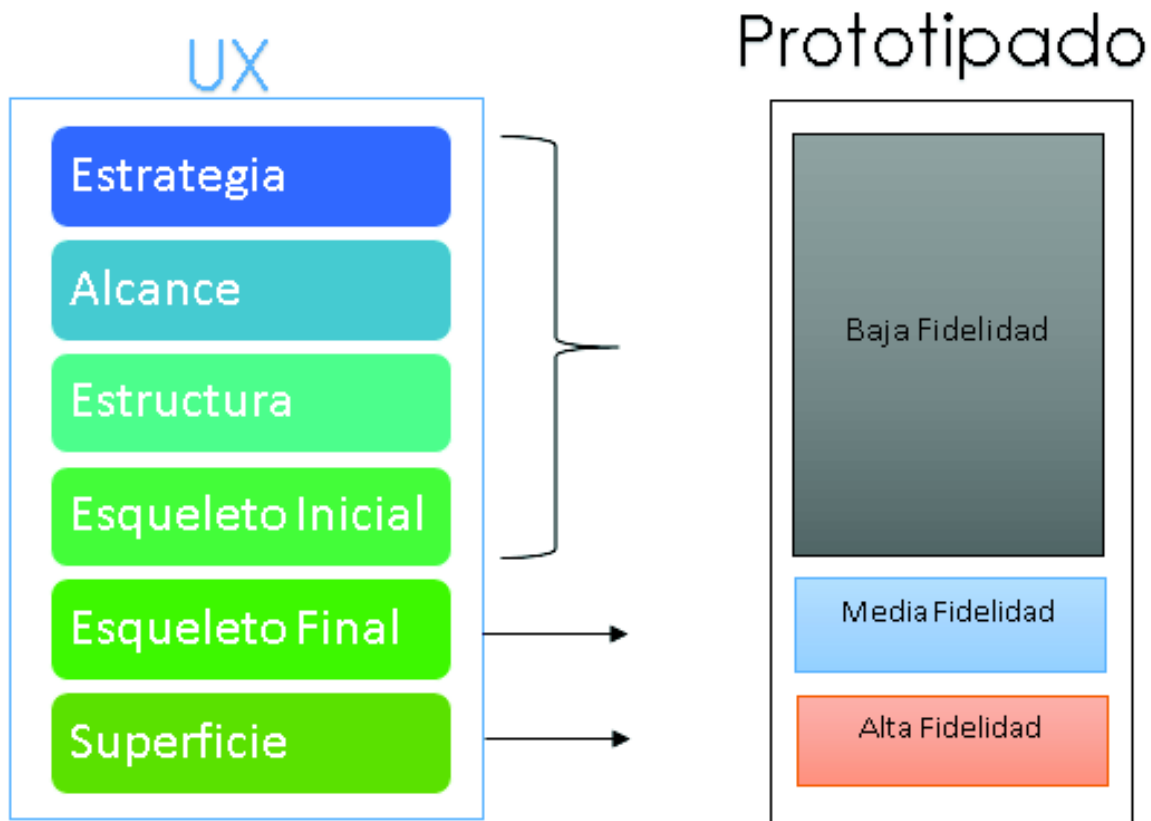 UX
Estrategia
Alcance
Estructura
Esqueleto Inicial
Esqueleto Final
Superficie
Prototipado
Baja Fidelidad
Media Fidelidad
Alta Fidelidad